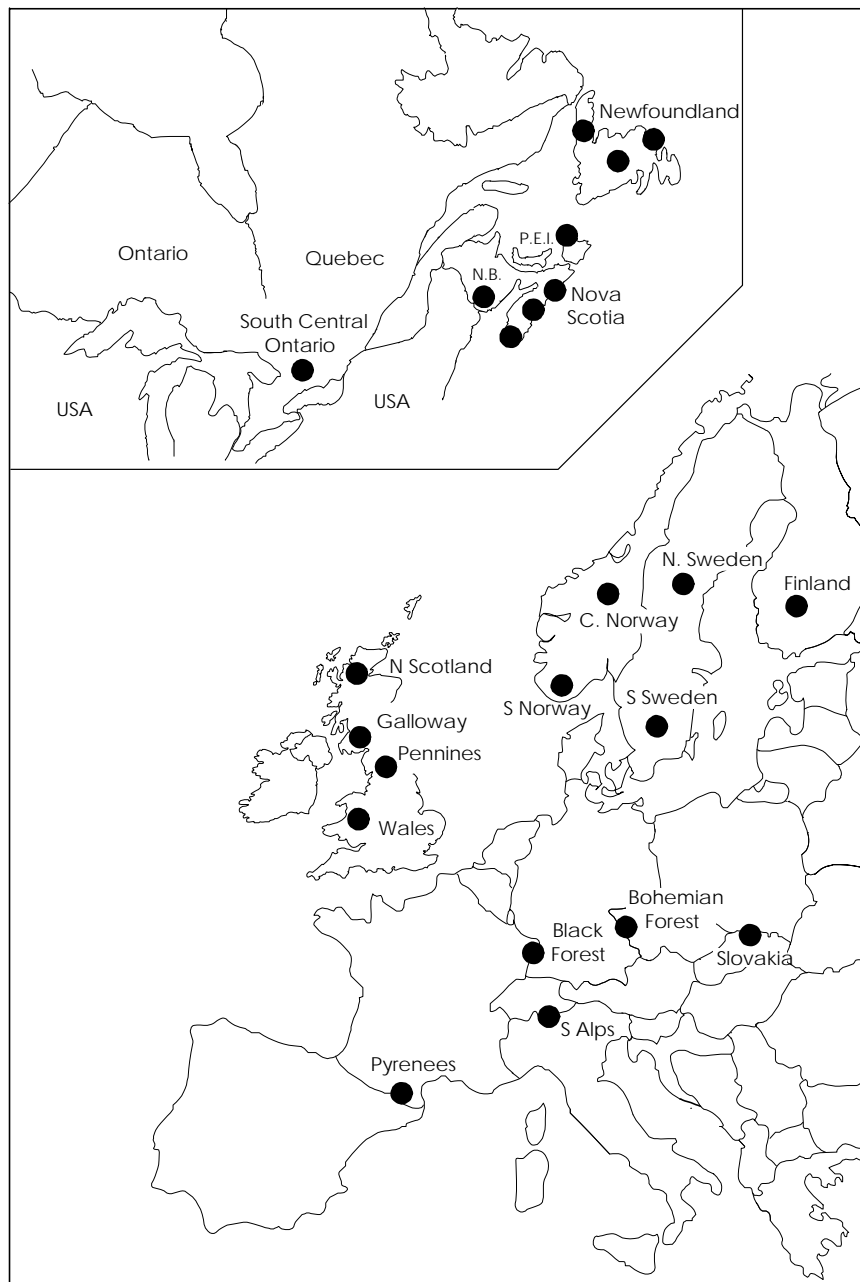 Newfoundland
P.E.I.
Ontario
Quebec
N.B.
Nova
Scotia
South Central
Ontario
USA
USA
N. Sweden
Finland
C. Norway
N Scotland
S Norway
S Sweden
Galloway
Pennines
Wales
Bohemian
Forest
Black
Forest
Slovakia
S Alps
Pyrenees